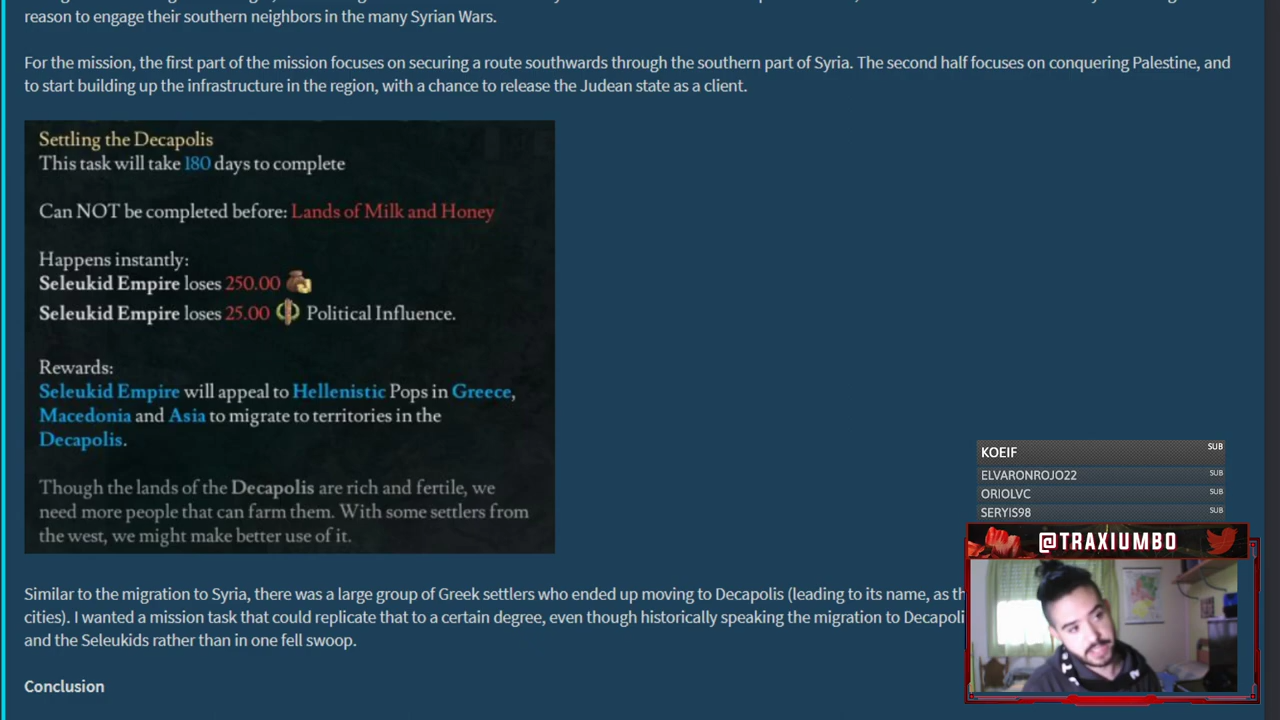 reason to engage their southern neighbors in the many Syrian Wars.
For the mission, the first part of the mission focuses on securing a route southwards through the southern part of Syria. The second half focuses on conquering Palestine, and
to start building up the infrastructure in the region, with a chance to release the Judean state as a client.
Settling the Decapolis
This task will take 180 days to complete
Can NOT be completed before: Lands of Milk and Honey
Happens instantly:
Seleukid Empire loses 250.00
Seleukid Empire loses 25.00 Political Influence.
Rewards:
Seleukid Empire will appeal to Hellenistic Pops in Greece,
Macedonia and Asia to migrate to territories in the
Decapolis.
Though the lands of the Decapolis are rich and fertile, we
need more people that can farm them. With some settlers from
the west, we might make better use of it.
KOEIF SUB
ELVARONROJO22 SUB
ORIOLVC SUB
SERYIS98 SUB
@TRAXIUMBO
Similar to the migration to Syria, there was a large group of Greek settlers who ended up moving to Decapolis (leading to its name, as
cities). I wanted a mission task that could replicate that to a certain degree, even though historically speaking the migration to
and the Seleukids rather than in one fell swoop.
Conclusion